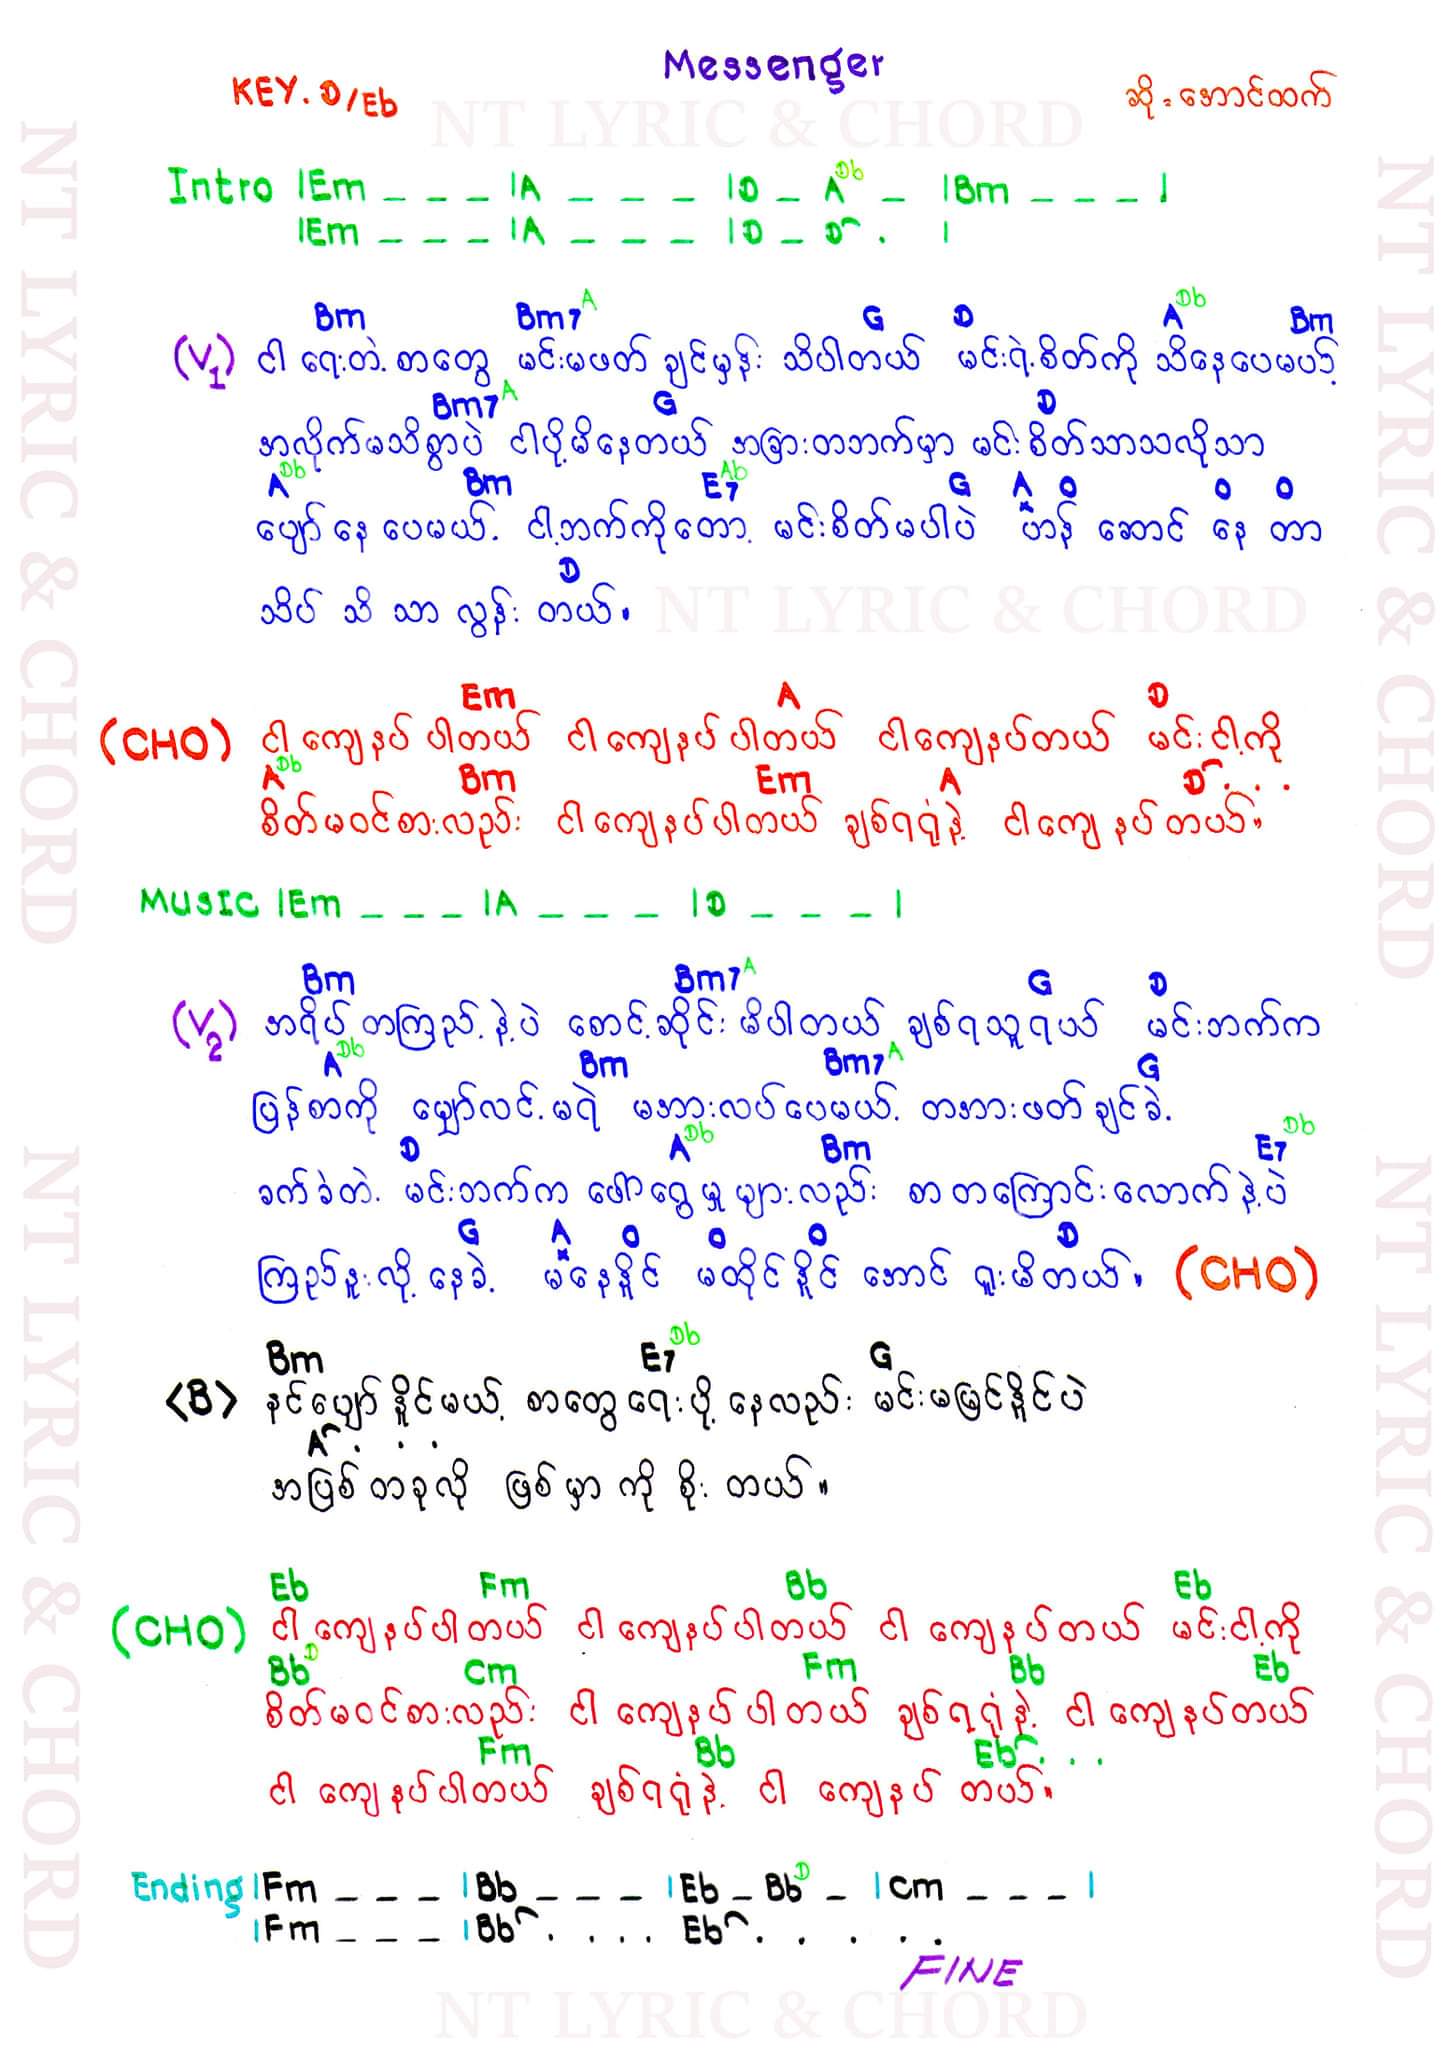 Messenger
KEY. D/Eb
ဆို - အောင်ထက်
NT LYRIC & CHORD
Intro |Em _ _ _ |A _ _ _ |D _ A Db _ |Bm _ _ _ |
|Em _ _ _ |A _ _ _ |D _ D . |
Bm Bm7 A G D A Db Bm
(V1) ငါ ရေးတဲ့ စာတွေ မင်းမဖတ် ချင်မှန်း သိပါတယ် မင်းရဲ့စိတ်ကို သိနေပေမယ့်
Bm7 A G D
အလိုက်မသိစွာပဲ ငါပို့မိနေတယ် အခြားတဘက်မှာ မင်းစိတ်သာသလိုသာ
A Db Bm E7 Ab G A O O O
ပျော် နေ ပေမယ့် ငါ့ဘက်ကိုတော့ မင်းစိတ်မပါပဲ ဟန် ဆောင် နေ တာ
D
သိပ် သိ သာ လွန်း တယ်။
NT LYRIC & CHORD
Em A D
(CHO) ငါ ကျေနပ် ပါတယ် ငါ ကျေနပ် ပါတယ် ငါ ကျေနပ်တယ် မင်းငါ့ကို
A Db Bm Em A D . . .
စိတ်မဝင်စားလည်း ငါ ကျေနပ်ပါတယ် ချစ်ရရုံနဲ့ ငါ ကျေ နပ် တယ်။
MUSIC |Em _ _ _ |A _ _ _ |D _ _ _ |
Bm Bm7 A G D
(V2) အရိပ် တကြည့် နဲ့ ပဲ စောင့်ဆိုင်း မိပါတယ် ချစ်ရသူရယ် မင်းဘက်က
A Db Bm Bm7 A G
ပြန်စာကို မျှော်လင့်မရဲ မအားလပ်ပေမယ့် တအားဖတ်ချင်ခဲ့
D A Db Bm E7 Db
ခက်ခဲတဲ့ မင်းဘက်က ဖော်ရွေမှု များလည်း စာ တကြောင်းလောက် နဲ့ပဲ
G A O O O D
ကြည်နူးလို့ နေခဲ့ မနေနိုင် မထိုင်နိုင် အောင် ရူးမိတယ်။ (CHO)
Bm E7 Db G
<B> နင်ပျော် နိုင်မယ့် စာတွေ ရေးပို့ နေလည်း မင်းမမြင်နိုင်ပဲ
A . . .
အဖြစ် တခုလို ဖြစ်မှာ ကို စိုး တယ်။
Eb Fm Bb Eb
(CHO) ငါ ကျေနပ်ပါတယ် ငါ ကျေနပ်ပါတယ် ငါ ကျေနပ်တယ် မင်းငါ့ကို
Bb D Cm Fm Bb Eb
စိတ်မဝင်စားလည်း ငါ ကျေနပ်ပါတယ် ချစ်ရရုံနဲ့ ငါ ကျေနပ်တယ်
Fm Bb Eb . . .
ငါ ကျေနပ်ပါတယ် ချစ်ရရုံနဲ့ ငါ ကျေနပ် တယ်။
Ending |Fm _ _ _ |Bb _ _ _ |Eb _ Bb D _ |Cm _ _ _ |
|Fm _ _ _ |Bb . . . . Eb . . . . .
FINE
NT LYRIC & CHORD
NT LYRIC & CHORD
NT LYRIC & CHORD
NT LYRIC & CHORD
NT LYRIC & CHORD